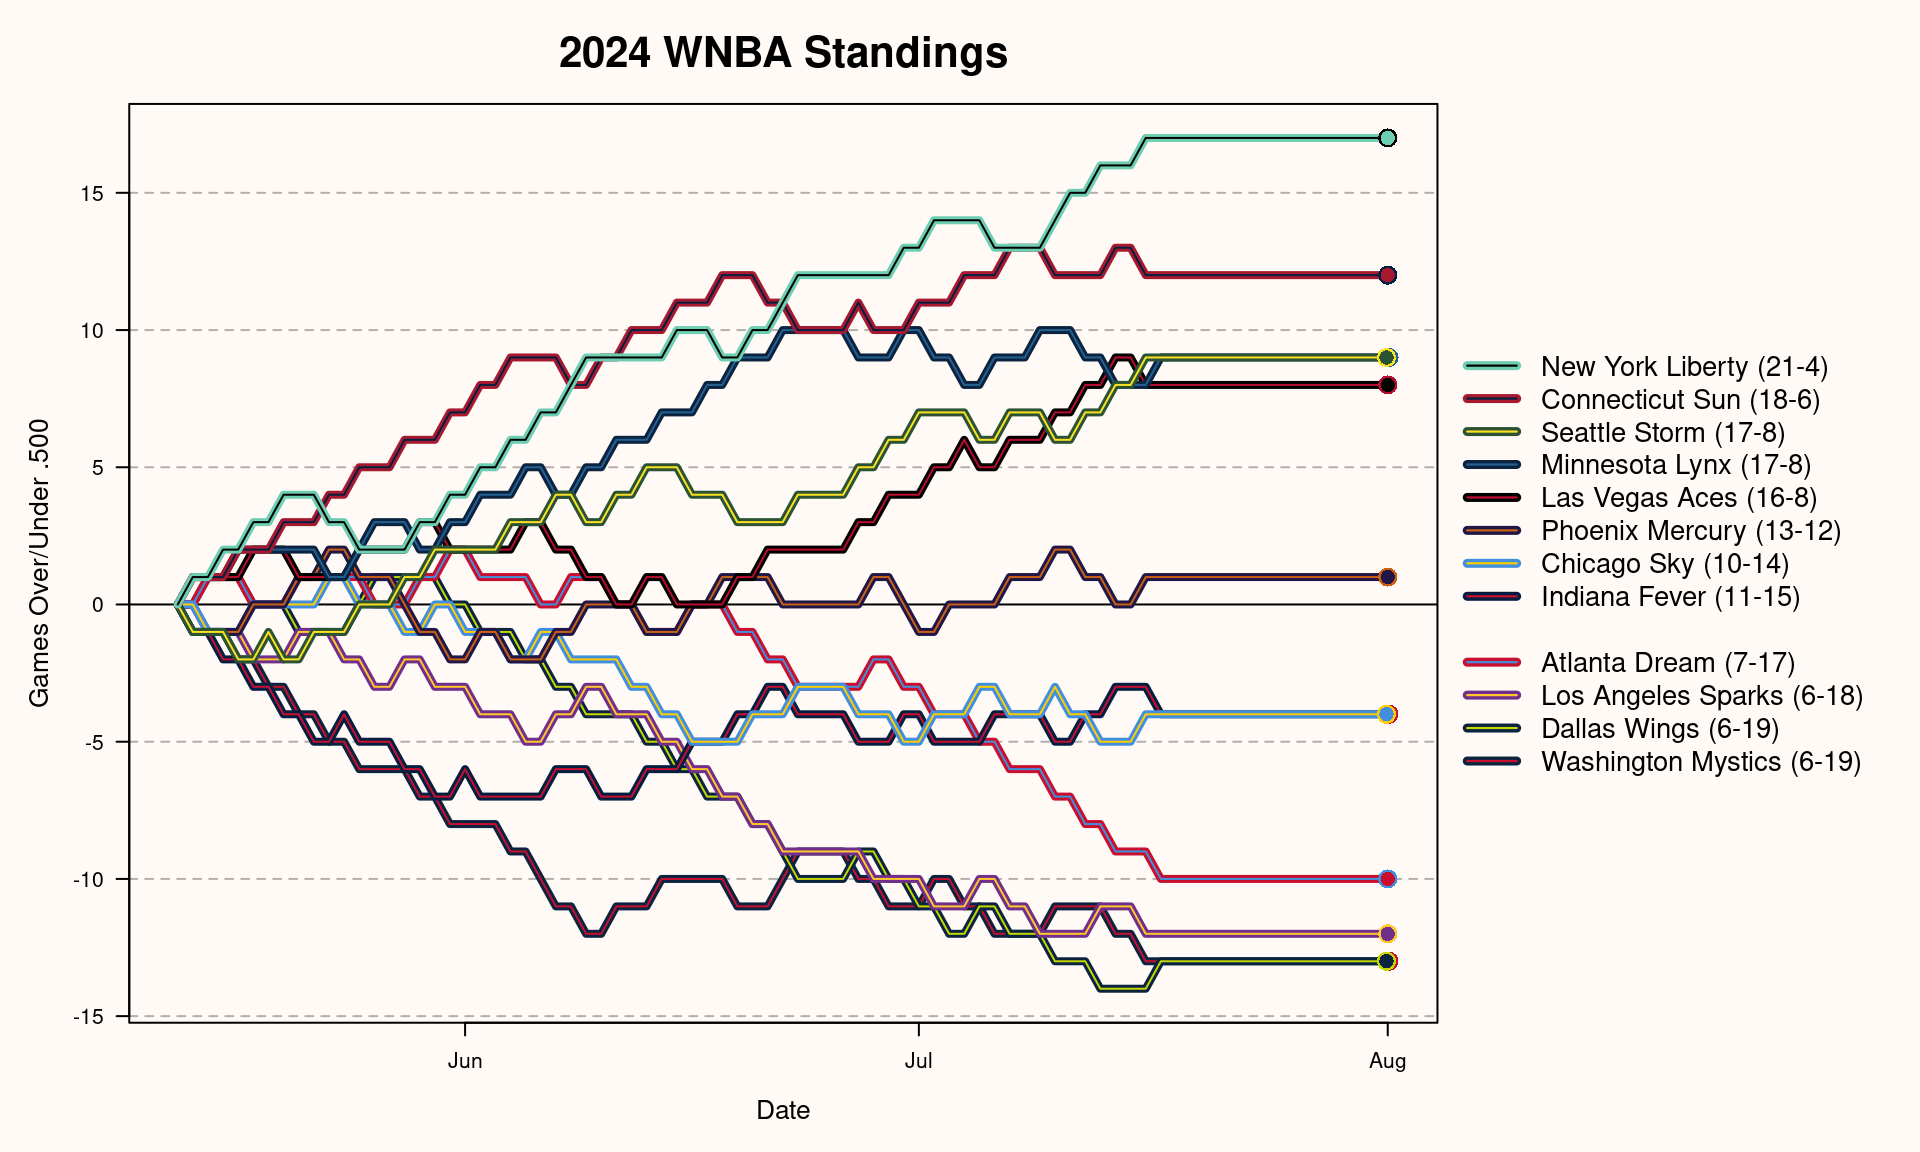 2024 WNBA Standings
Games Over/Under .500
15
10
5
0
-5
-10
-15
Jun
Jul
Aug
Date
New York Liberty (21-4)
Connecticut Sun (18-6)
Seattle Storm (17-8)
Minnesota Lynx (17-8)
Las Vegas Aces (16-8)
Phoenix Mercury (13-12)
Chicago Sky (10-14)
Indiana Fever (11-15)
Atlanta Dream (7-17)
Los Angeles Sparks (6-18)
Dallas Wings (6-19)
Washington Mystics (6-19)